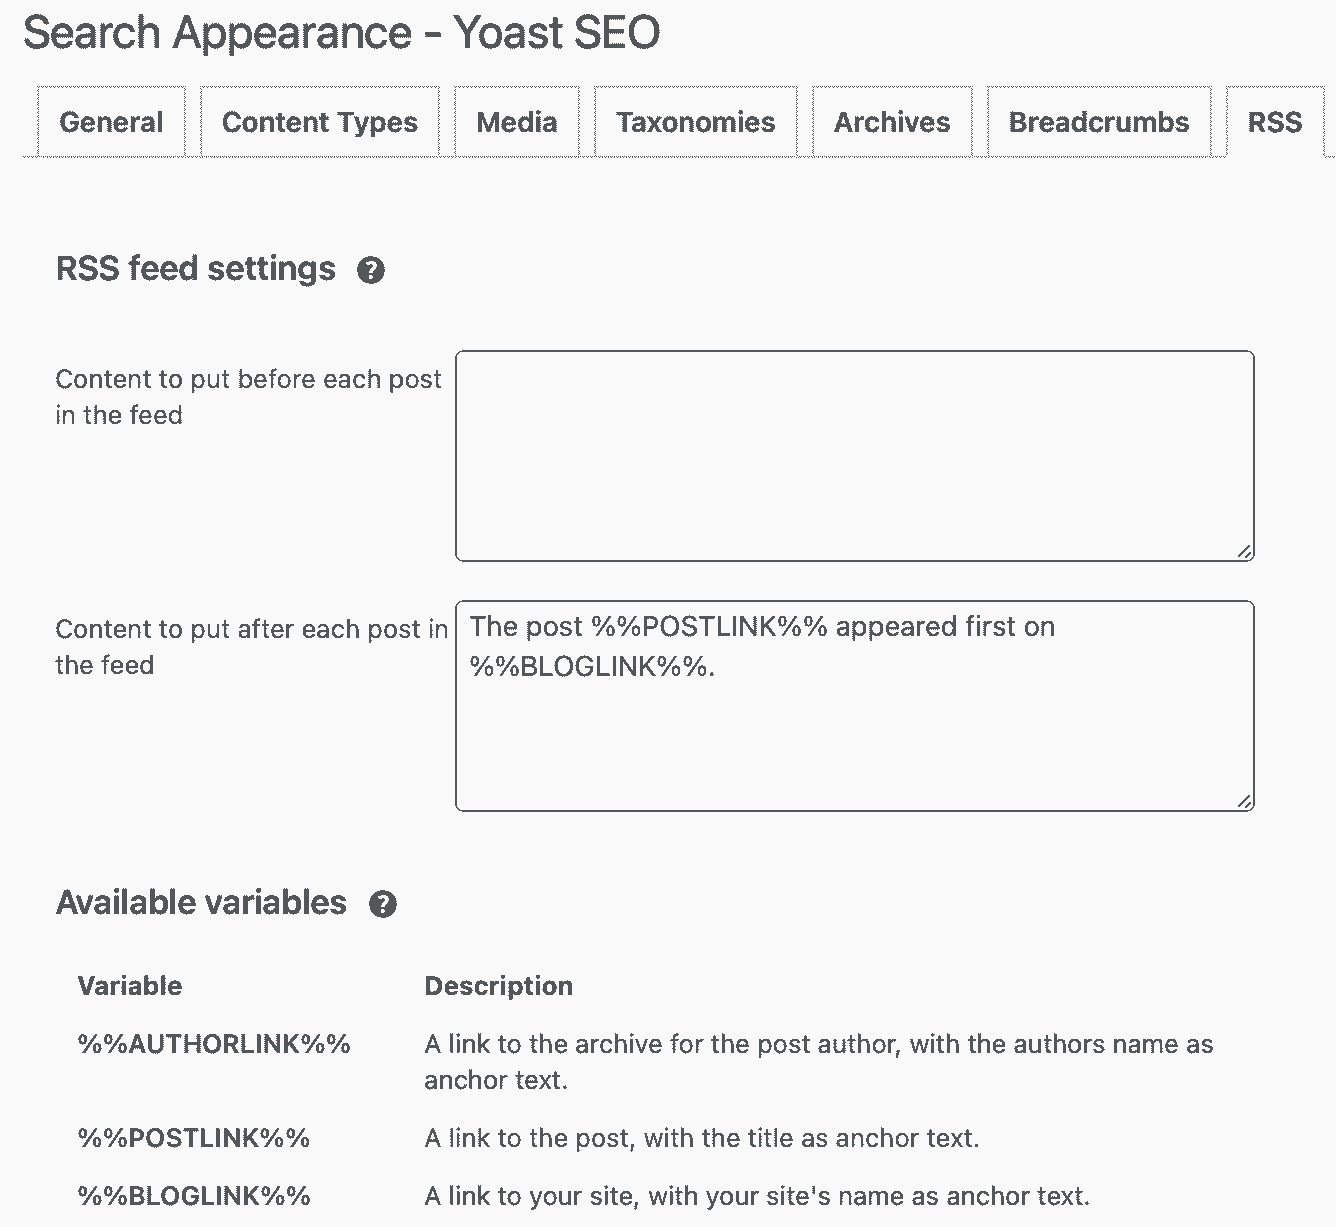 Search Appearance - Yoast SEO
General Content Types Media Taxonomies Archives Breadcrumbs RSS
RSS feed settings
Content to put before each post
in the feed
Content to put after each post in
the feed
The post %%POSTLINK%% appeared first on
%%BLOGLINK%%.
Available variables
Variable Description
%%AUTHORLINK%% A link to the archive for the post author, with the authors name as
anchor text.
%%POSTLINK%% A link to the post, with the title as anchor text.
%%BLOGLINK%% A link to your site, with your site's name as anchor text.